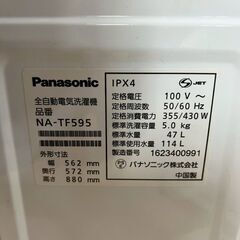 Panasonic
全自動電気洗濯機
品番
NA-TF595
外形寸法
幅 562 mm
奥行 572 mm
高さ 880 mm
IPX4
JET
定格電圧 100 V～
定格周波数 50/60 Hz
定格消費電力 355/430 W
標準洗濯容量 5.0 kg
標準水量 47 L
標準使用水量 114 L
製造番号 1623400991
パナソニック株式会社
中国製